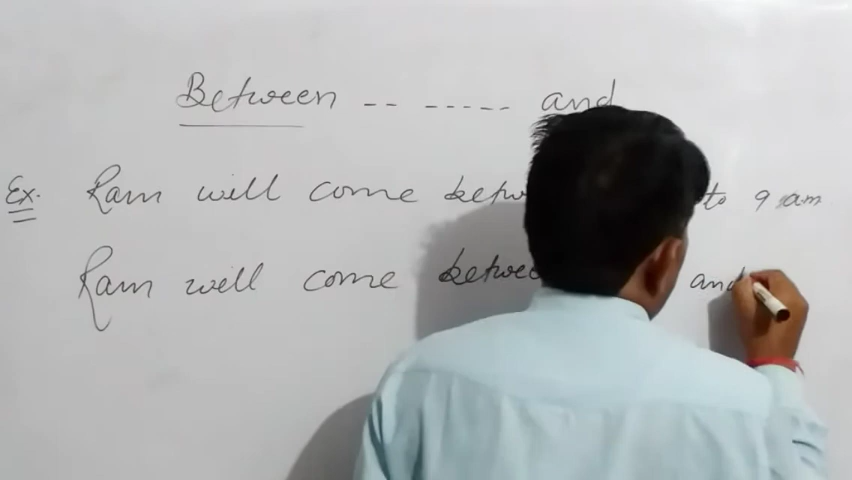 Between -- ----- and
Ex. Ram will come to 9 am
Ram will come and